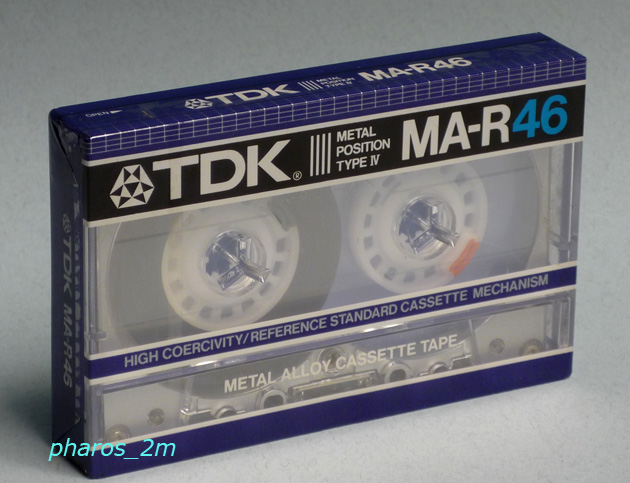 OPEN
TDK METAL POSITION TYPE IV MA-R46
TDK® METAL POSITION TYPE IV MA-R46
HIGH COERCIVITY/REFERENCE STANDARD CASSETTE MECHANISM
METAL ALLOY CASSETTE TAPE
TDK MA-R46
pharos_2m